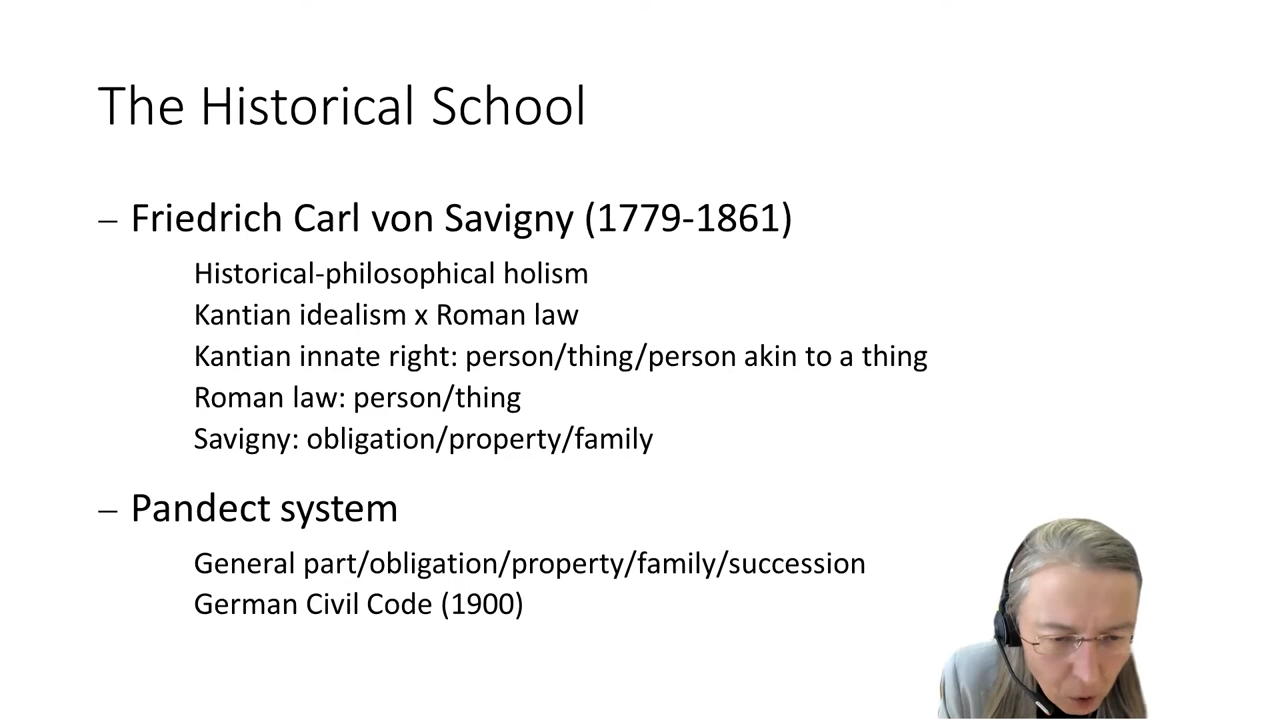 The Historical School
– Friedrich Carl von Savigny (1779-1861)
Historical-philosophical holism
Kantian idealism x Roman law
Kantian innate right: person/thing/person akin to a thing
Roman law: person/thing
Savigny: obligation/property/family
– Pandect system
General part/obligation/property/family/succession
German Civil Code (1900)